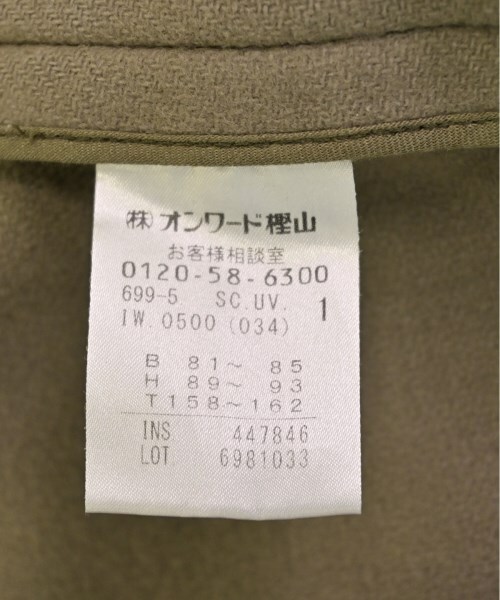 ㈱オンワード樫山
お客様相談室
0120-58-6300
699-5 SC.UV. 1
IW.0500(034)
B 81〜 85
H 89〜 93
T158〜162
INS 447846
LOT. 6981033